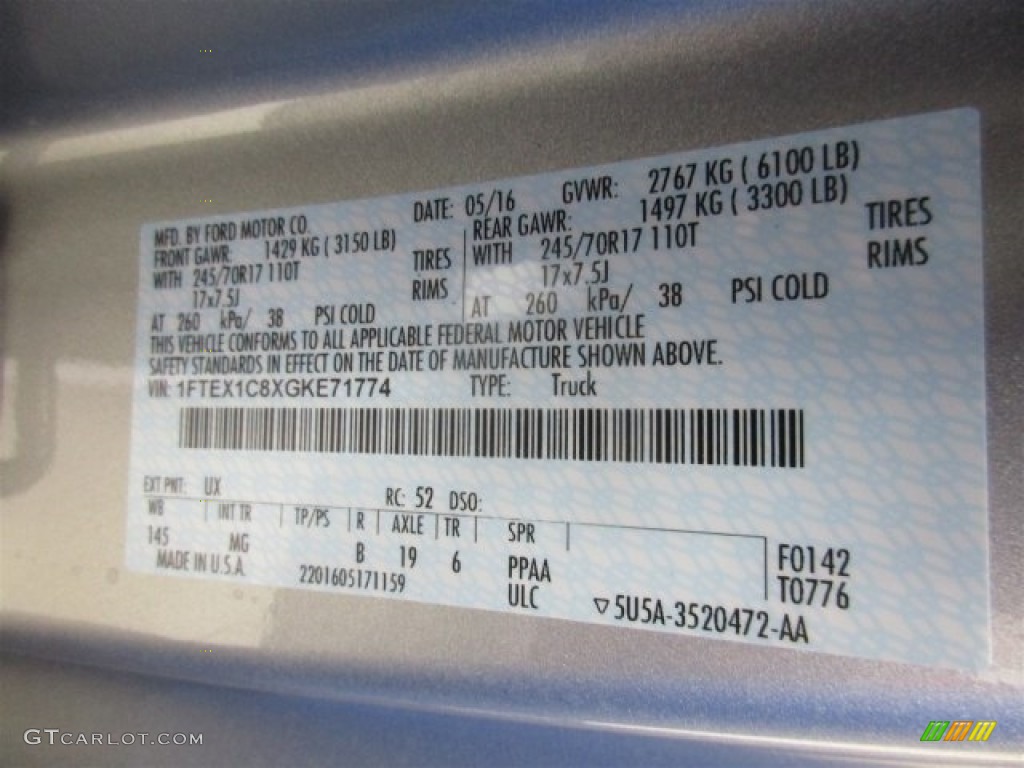 MFD. BY FORD MOTOR CO.
DATE: 05/16 GVWR: 2767 KG ( 6100 LB)
FRONT GAWR: 1429 KG ( 3150 LB)
REAR GAWR: 1497 KG ( 3300 LB)
WITH 245/70R17 110T TIRES
WITH 245/70R17 110T TIRES
17x7.5J RIMS
17x7.5J RIMS
AT 260 kPa/ 38 PSI COLD
AT 260 kPa/ 38 PSI COLD
THIS VEHICLE CONFORMS TO ALL APPLICABLE FEDERAL MOTOR VEHICLE
SAFETY STANDARDS IN EFFECT ON THE DATE OF MANUFACTURE SHOWN ABOVE.
VIN: 1FTEX1C8XGKE71774 TYPE: Truck
EXT PNT: UX RC: 52 DSO:
WB INT TR TP/PS R AXLE TR SPR
145 MG B 19 6 PPAA F0142
MADE IN U.S.A. 2201605171159 ULC T0776
▽5U5A-3520472-AA
GTCARLOT.COM